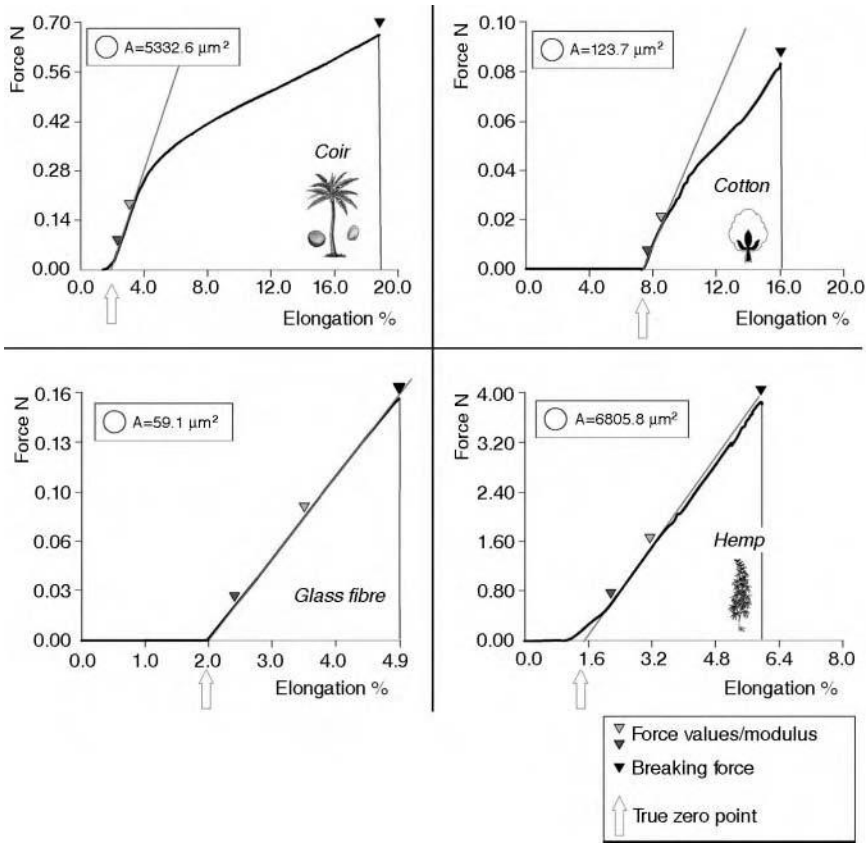 Force N
0.70
0.56
0.42
0.28
0.14
0.00
A=5332.6 μm²
Coir
0.0 4.0 8.0 12.0 16.0 20.0
Elongation %
Force N
0.10
0.08
0.06
0.04
0.02
0.00
A=123.7 μm²
Cotton
0.0 4.0 8.0 12.0 16.0 20.0
Elongation %
Force N
0.16
0.13
0.10
0.06
0.03
0.00
A=59.1 μm²
Glass fibre
0.0 1.0 2.0 3.0 4.0 4.9
Elongation %
Force N
4.00
3.20
2.40
1.60
0.80
0.00
A=6805.8 μm²
Hemp
0.0 1.6 3.2 4.8 6.4 8.0
Elongation %
Force values/modulus
Breaking force
True zero point